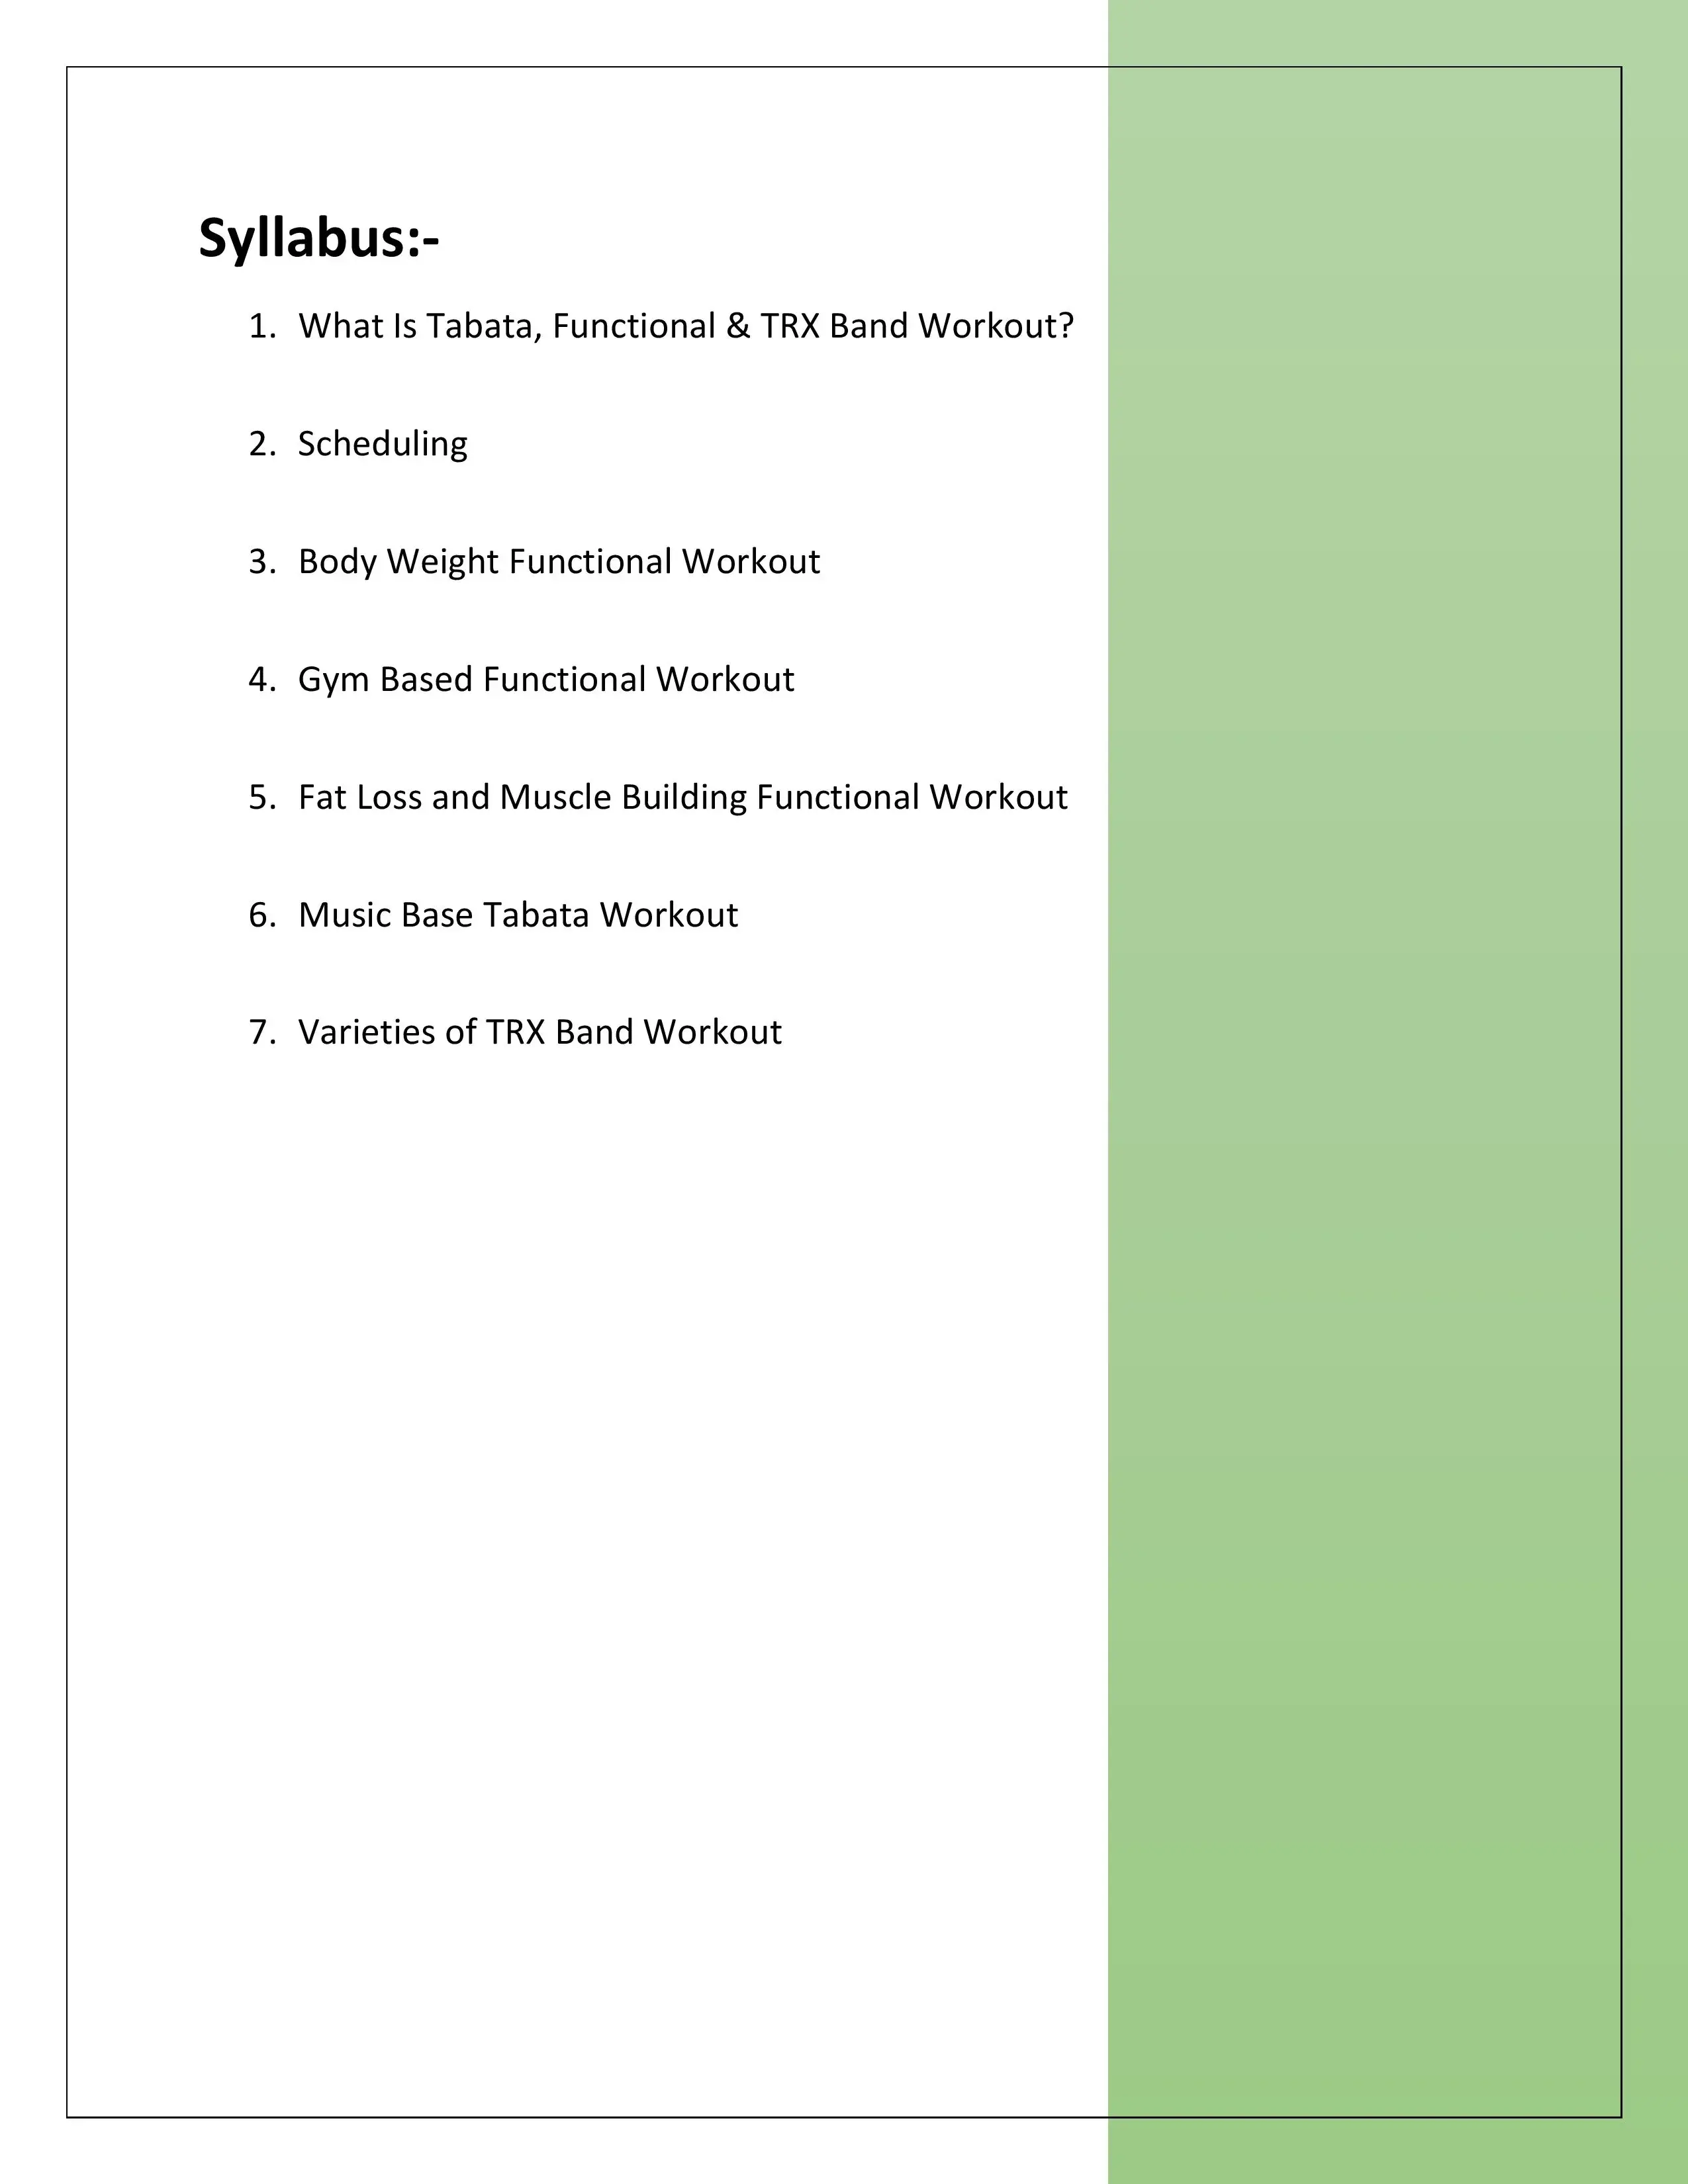 Syllabus:-
1. What Is Tabata, Functional & TRX Band Workout?
2. Scheduling
3. Body Weight Functional Workout
4. Gym Based Functional Workout
5. Fat Loss and Muscle Building Functional Workout
6. Music Base Tabata Workout
7. Varieties of TRX Band Workout